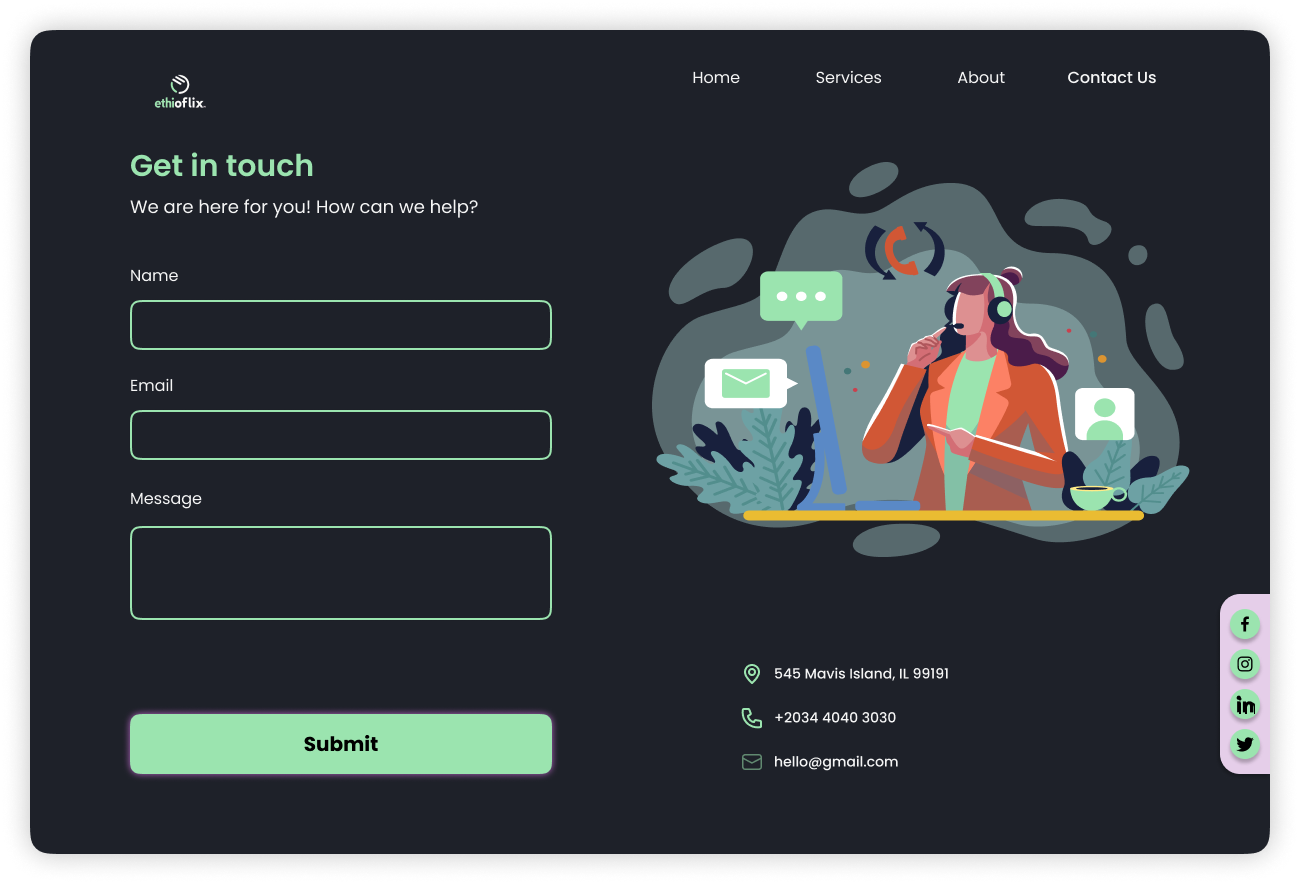 ethioflix.
Home Services About Contact Us
Get in touch
We are here for you! How can we help?
Name
Email
Message
Submit
545 Mavis Island, IL 99191
+2034 4040 3030
hello@gmail.com
f
in